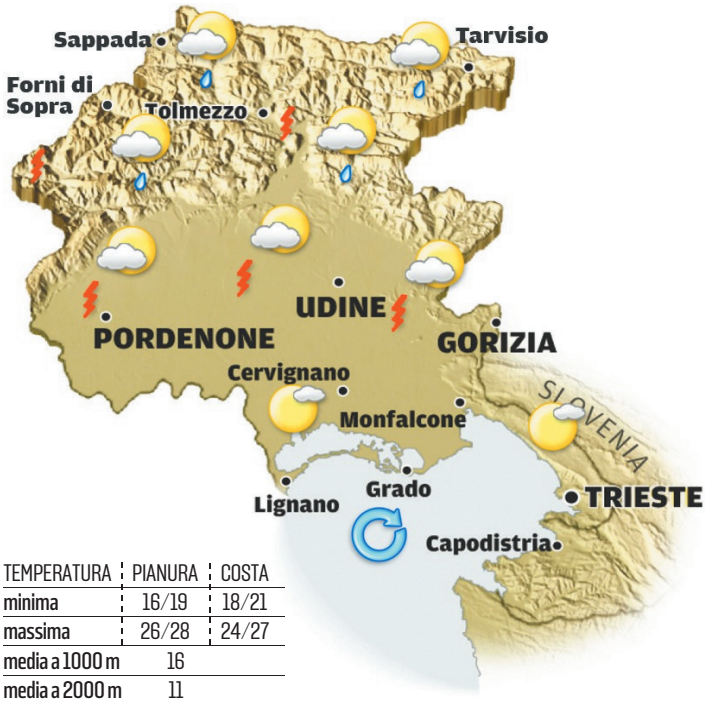 Sappada
Tarvisio
Forni di
Sopra
Tolmezzo
UDINE
PORDENONE
GORIZIA
Cervignano
SLOVENIA
Monfalcone
Lignano
Grado
TRIESTE
Capodistria
TEMPERATURA PIANURA COSTA
minima 16/19 18/21
massima 26/28 24/27
media a 1000 m 16
media a 2000 m 11